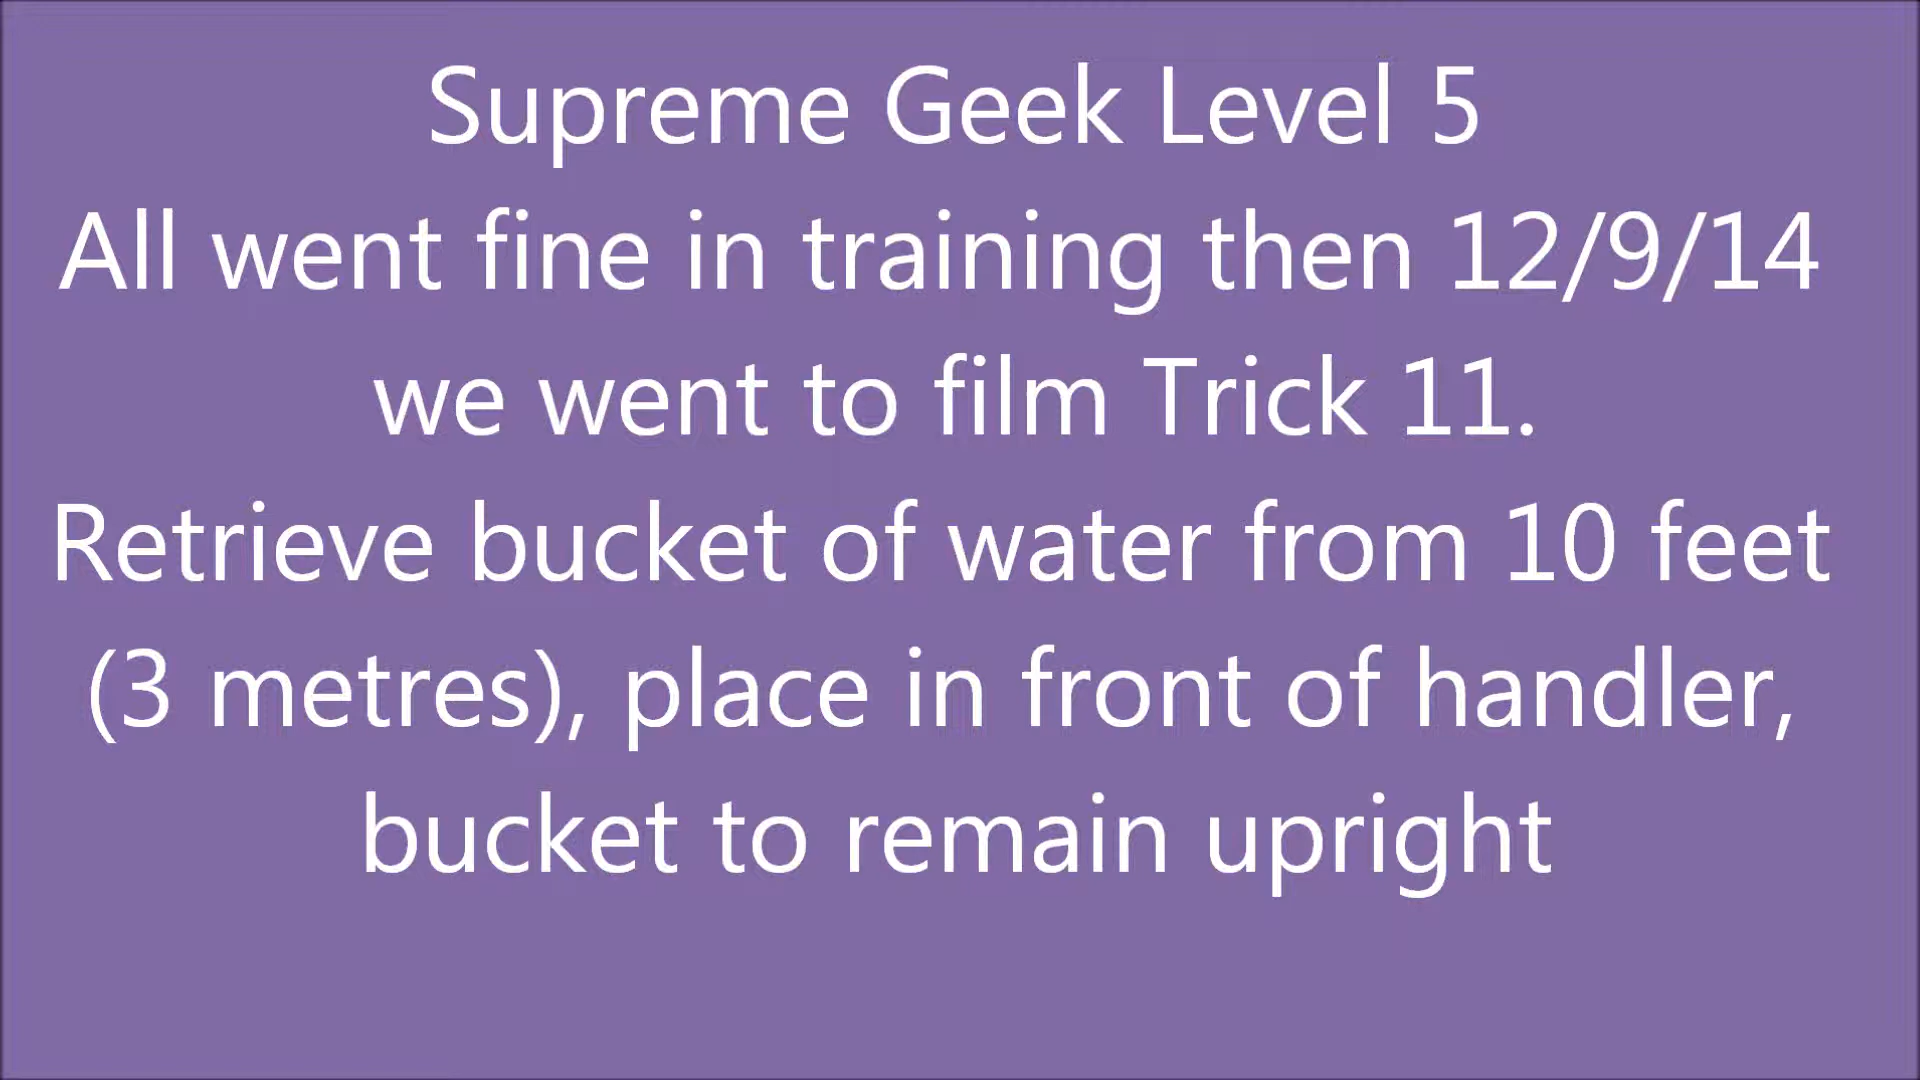 Supreme Geek Level 5
All went fine in training then 12/9/14
we went to film Trick 11.
Retrieve bucket of water from 10 feet
(3 metres), place in front of handler,
bucket to remain upright